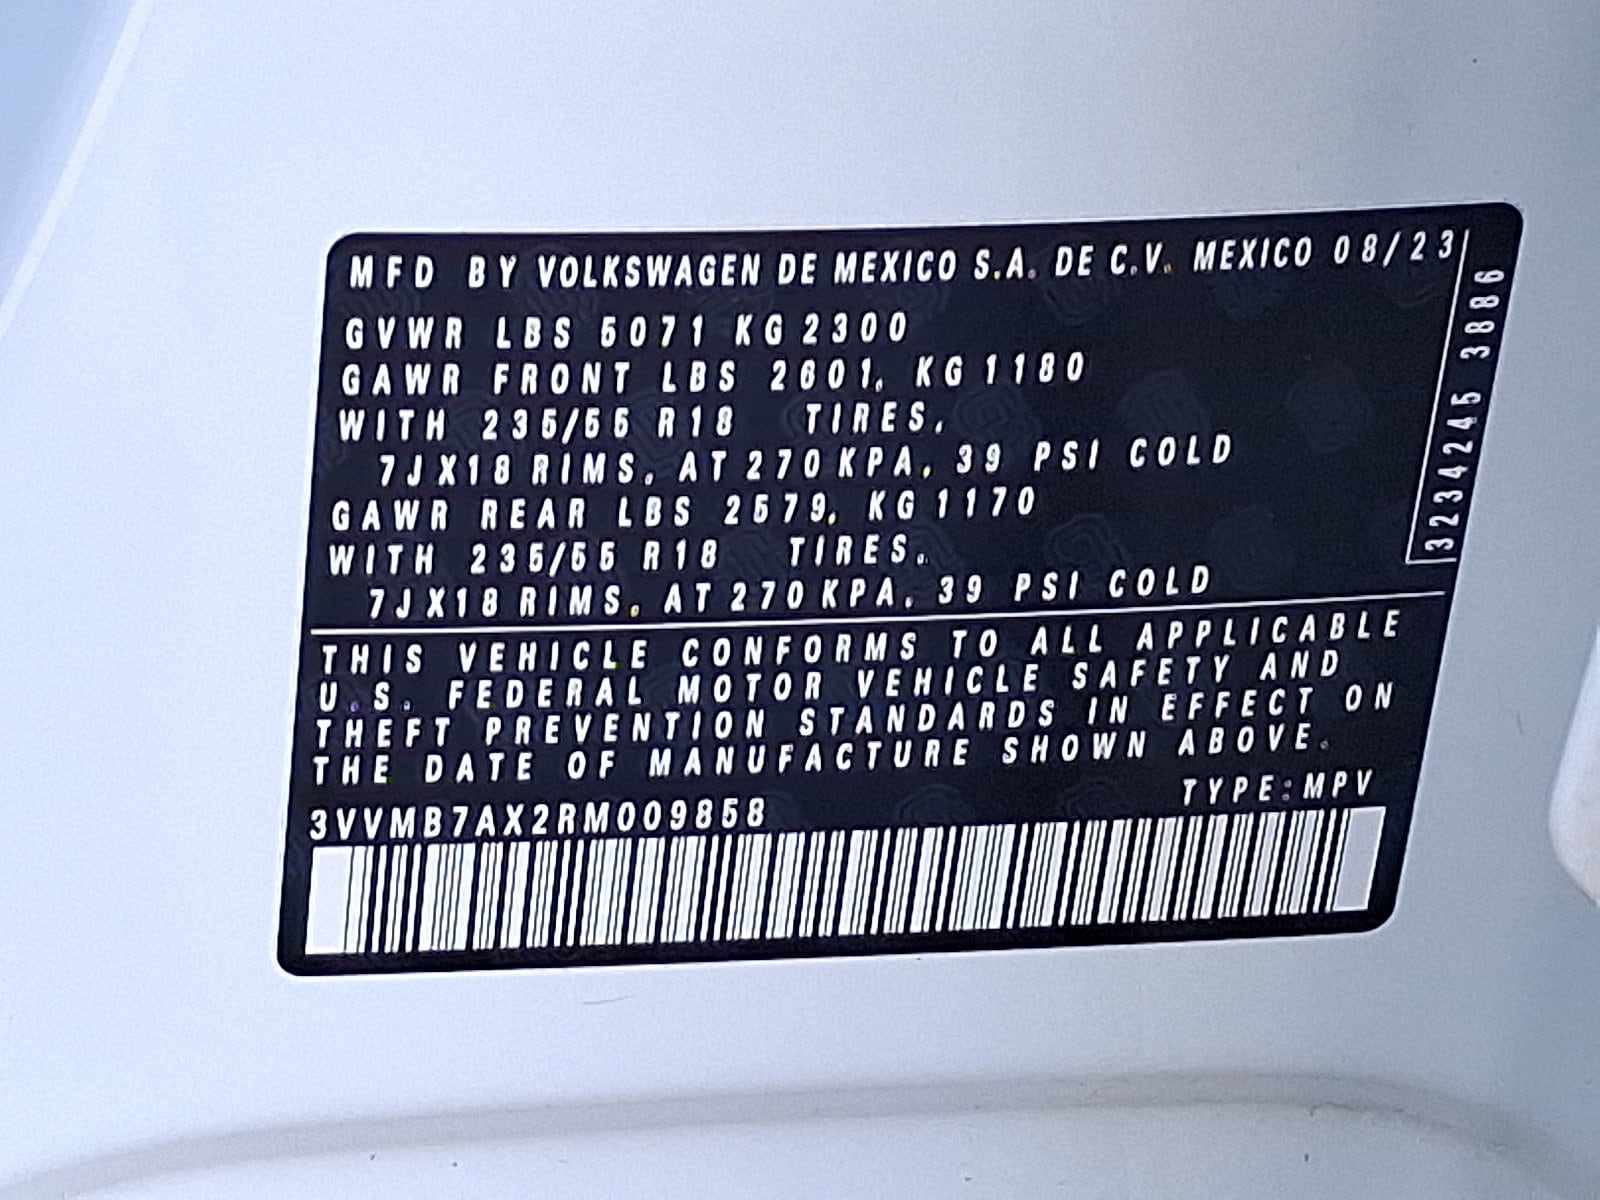 MFD BY VOLKSWAGEN DE MEXICO S.A. DE C.V. MEXICO 08/23
GVWR LBS 5071 KG 2300
GAWR FRONT LBS 2601, KG 1180
WITH 235/55 R18 TIRES,
7JX18 RIMS, AT 270 KPA, 39 PSI COLD
GAWR REAR LBS 2579, KG 1170
WITH 235/55 R18 TIRES,
7JX18 RIMS, AT 270 KPA, 39 PSI COLD
THIS VEHICLE CONFORMS TO ALL APPLICABLE
U.S. FEDERAL MOTOR VEHICLE SAFETY AND
THEFT PREVENTION STANDARDS IN EFFECT ON
THE DATE OF MANUFACTURE SHOWN ABOVE.
TYPE:MPV
3VVMB7AX2RM009858
3234245 3886